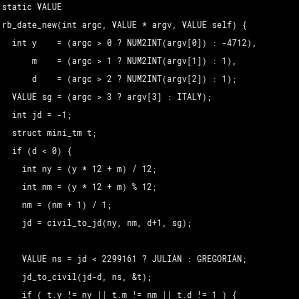 static VALUE
rb_date_new(int argc, VALUE * argv, VALUE self) {
int y = (argc > 0 ? NUM2INT(argv[0]) : -4712),
m = (argc > 1 ? NUM2INT(argv[1]) : 1),
d = (argc > 2 ? NUM2INT(argv[2]) : 1);
VALUE sg = (argc > 3 ? argv[3] : ITALY);
int jd = -1;
struct mini_tm t;
if (d < 0) {
int ny = (y * 12 + m) / 12;
int nm = (y * 12 + m) % 12;
nm = (nm + 1) / 1;
jd = civil_to_jd(ny, nm, d+1, sg);
VALUE ns = jd < 2299161 ? JULIAN : GREGORIAN;
jd_to_civil(jd-d, ns, &t);
if ( t.y != ny || t.m != nm || t.d != 1 ) {